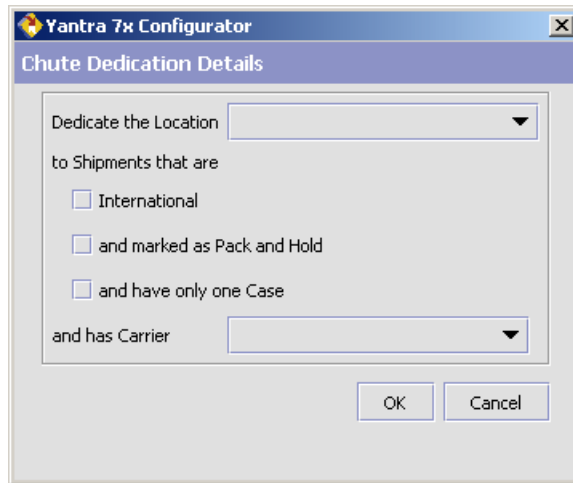 Yantra 7x Configurator
Chute Dedication Details
Dedicate the Location
to Shipments that are
International
and marked as Pack and Hold
and have only one Case
and has Carrier
OK Cancel